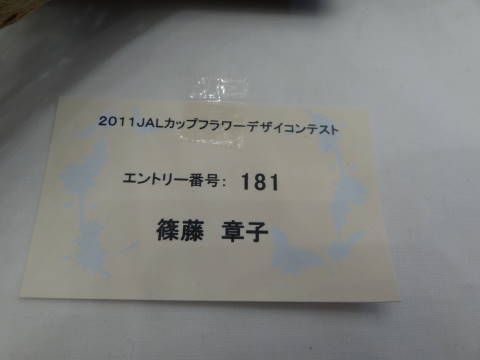 2011JALカップフラワーデザイコンテスト
エントリー番号: 181
篠藤 章子